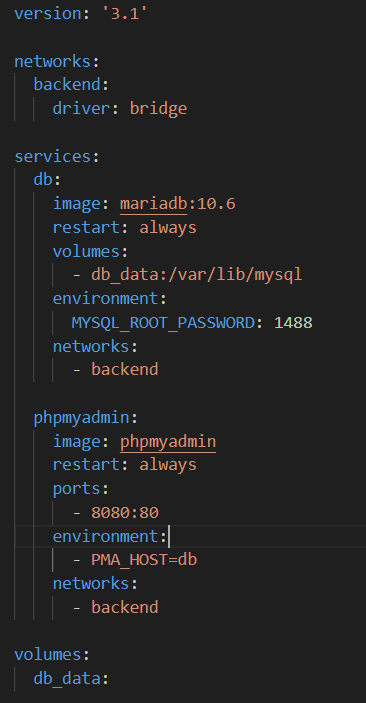 version: '3.1'
networks:
backend:
driver: bridge
services:
db:
image: mariadb:10.6
restart: always
volumes:
- db_data:/var/lib/mysql
environment:
MYSQL_ROOT_PASSWORD: 1488
networks:
- backend
phpmyadmin:
image: phpmyadmin
restart: always
ports:
- 8080:80
environment:
- PMA_HOST=db
networks:
- backend
volumes:
db_data: